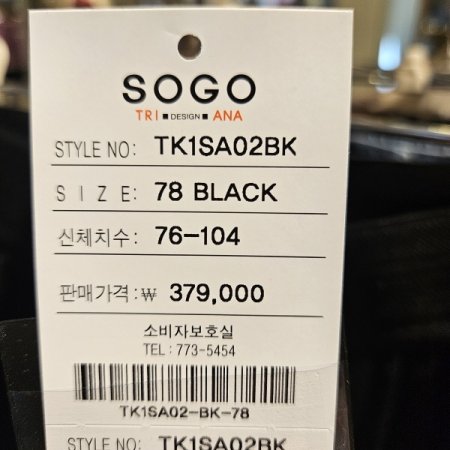 SOGO
TRI ■ DESIGN ■ ANA
STYLE NO: TK1SA02BK
S I Z E: 78 BLACK
신체치수: 76-104
판매가격:₩ 379,000
소비자보호실
TEL: 773-5454
TK1SA02-BK-78
STYLE NO: TK1SA02BK